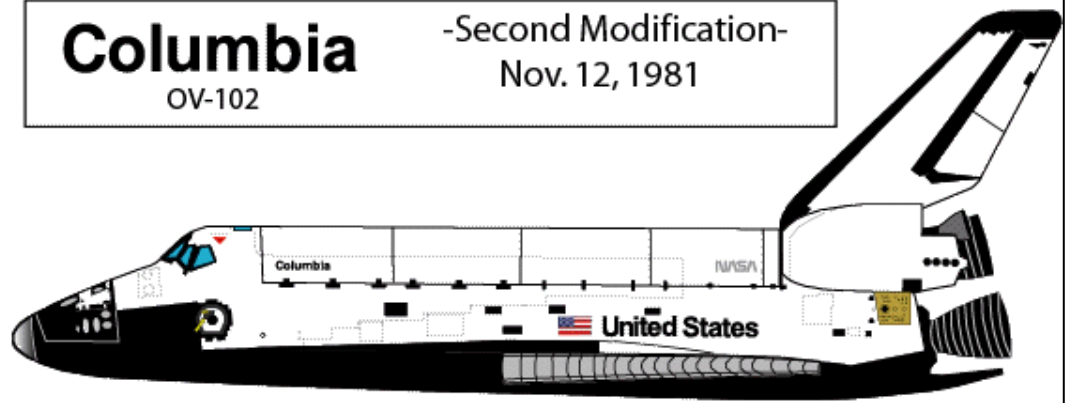 Columbia
OV-102
-Second Modification-
Nov. 12, 1981
Columbia
NASA
United States